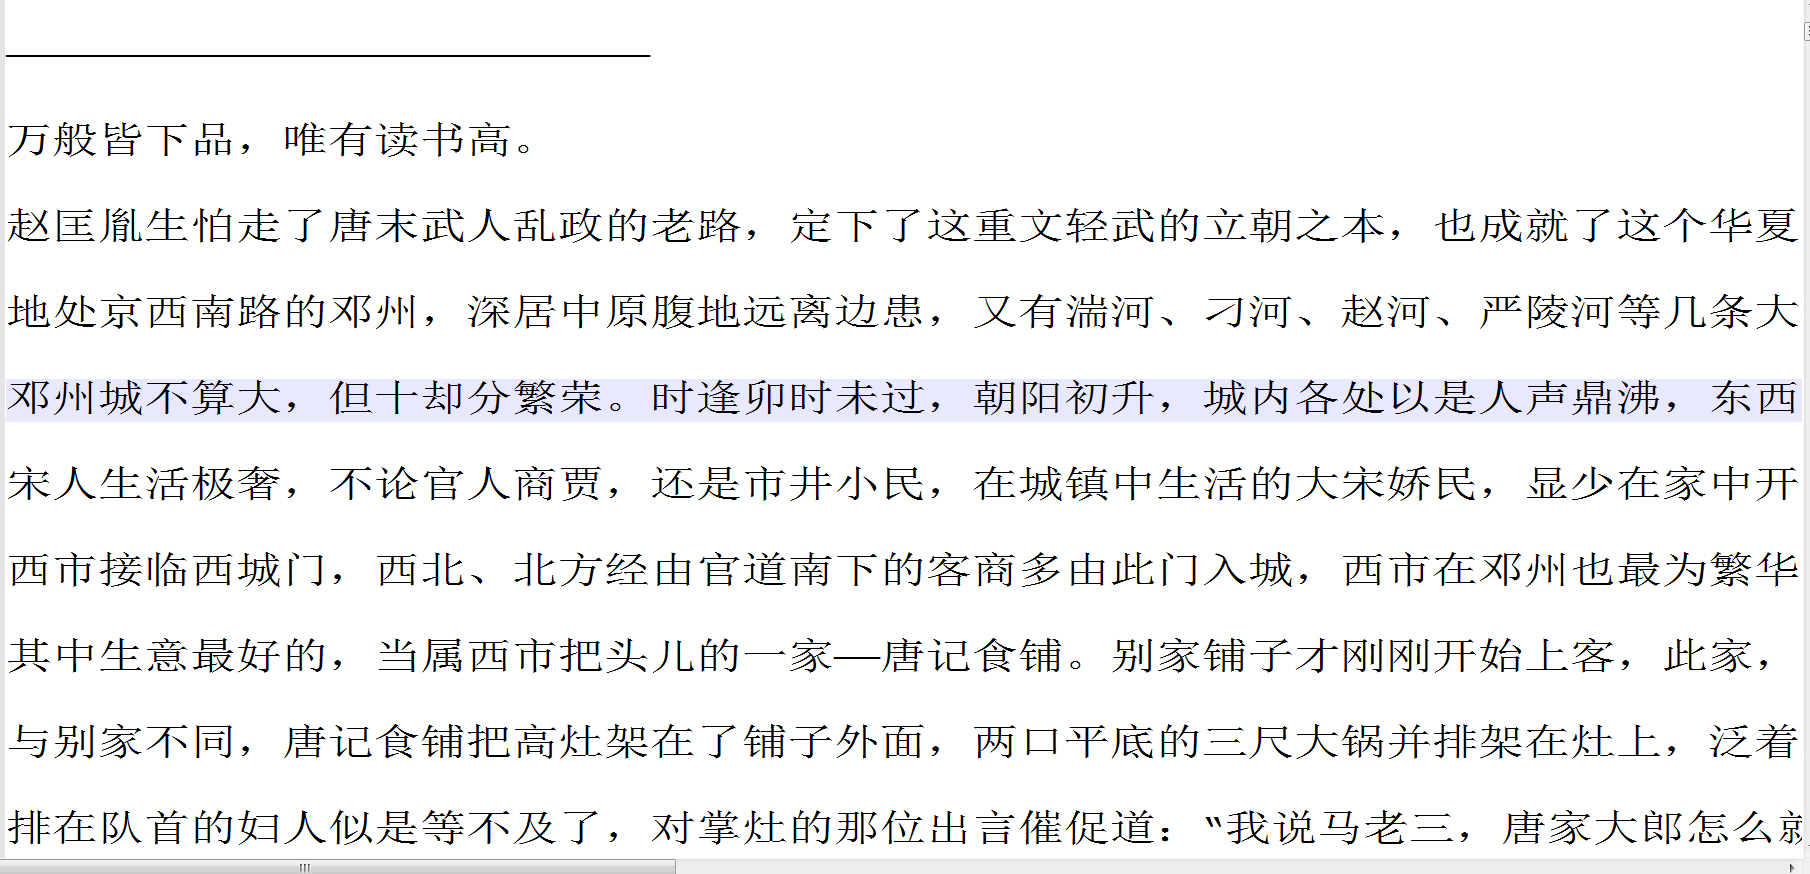 万般皆下品，唯有读书高。
赵匡胤生怕走了唐末武人乱政的老路，定下了这重文轻武的立朝之本，也成就了这个华夏
地处京西南路的邓州，深居中原腹地远离边患，又有湍河、刁河、赵河、严陵河等几条大
邓州城不算大，但十却分繁荣。时逢卯时未过，朝阳初升，城内各处以是人声鼎沸，东西
宋人生活极奢，不论官人商贾，还是市井小民，在城镇中生活的大宋娇民，显少在家中开
西市接临西城门，西北、北方经由官道南下的客商多由此门入城，西市在邓州也最为繁华
其中生意最好的，当属西市把头儿的一家——唐记食铺。别家铺子才刚刚开始上客，此家，
与别家不同，唐记食铺把高灶架在了铺子外面，两口平底的三尺大锅并排架在灶上，泛着
排在队首的妇人似是等不及了，对掌灶的那位出言催促道：“我说马老三，唐家大郎怎么